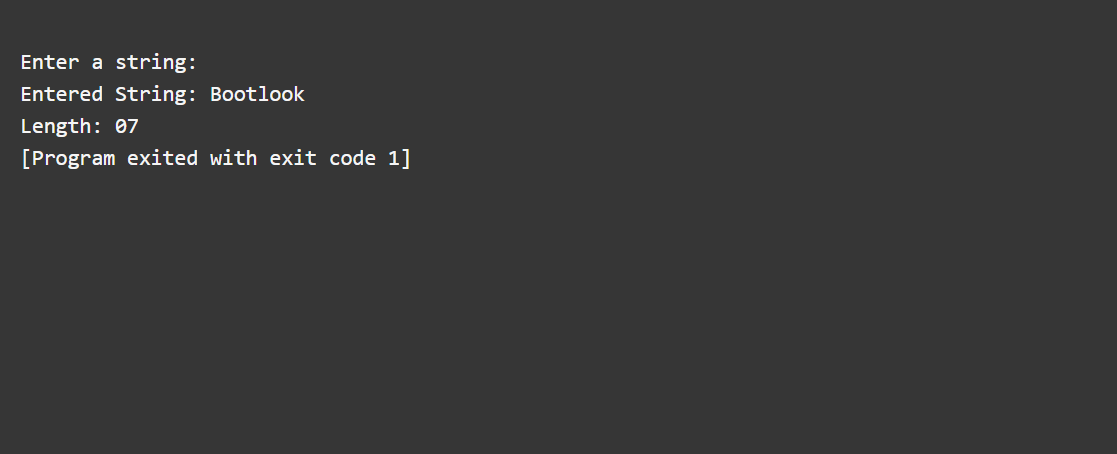 Enter a string:
Entered String: Bootlook
Length: 07
[Program exited with exit code 1]